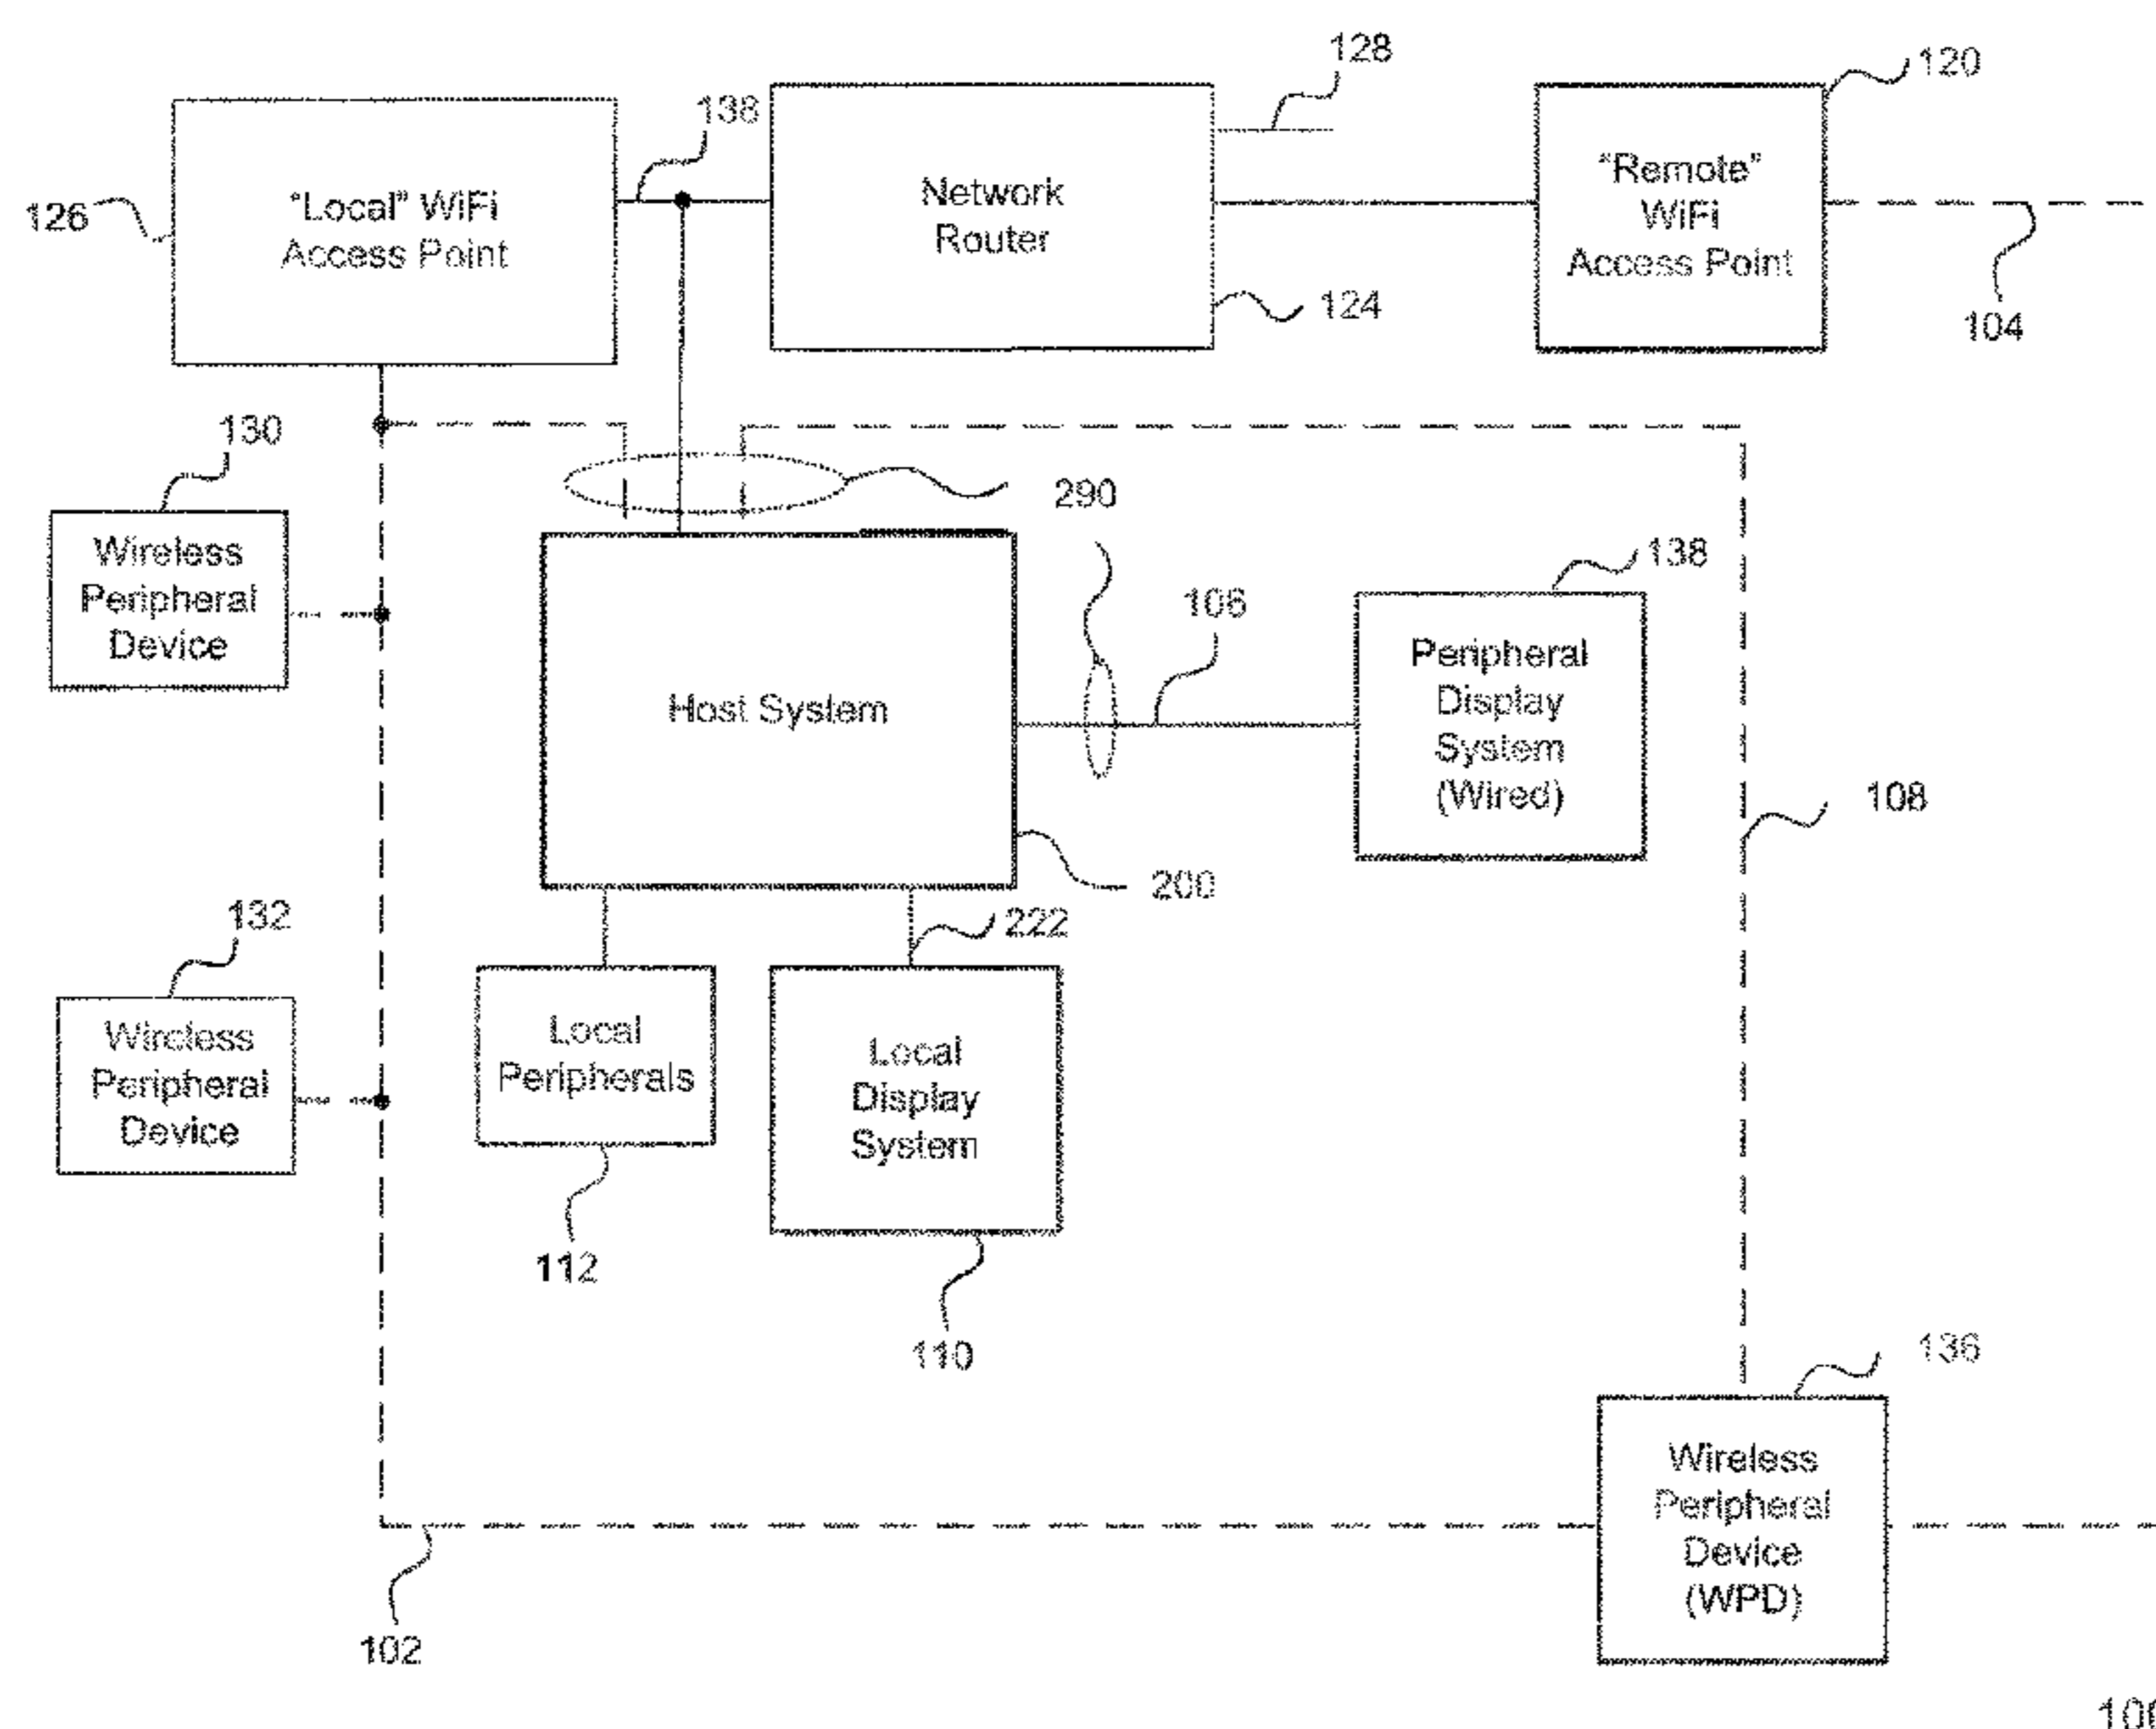 128
120
138
126
"Local" WiFi
Access Point
Network
Router
"Remote"
WiFi
Access Point
124
104
130
290
Wireless
Peripheral
Device
138
106
Host System
Peripheral
Display
System
(Wired)
108
200
132
222
Wireless
Peripheral
Device
Local
Peripherals
Local
Display
System
112
110
136
Wireless
Peripheral
Device
(WPD)
102